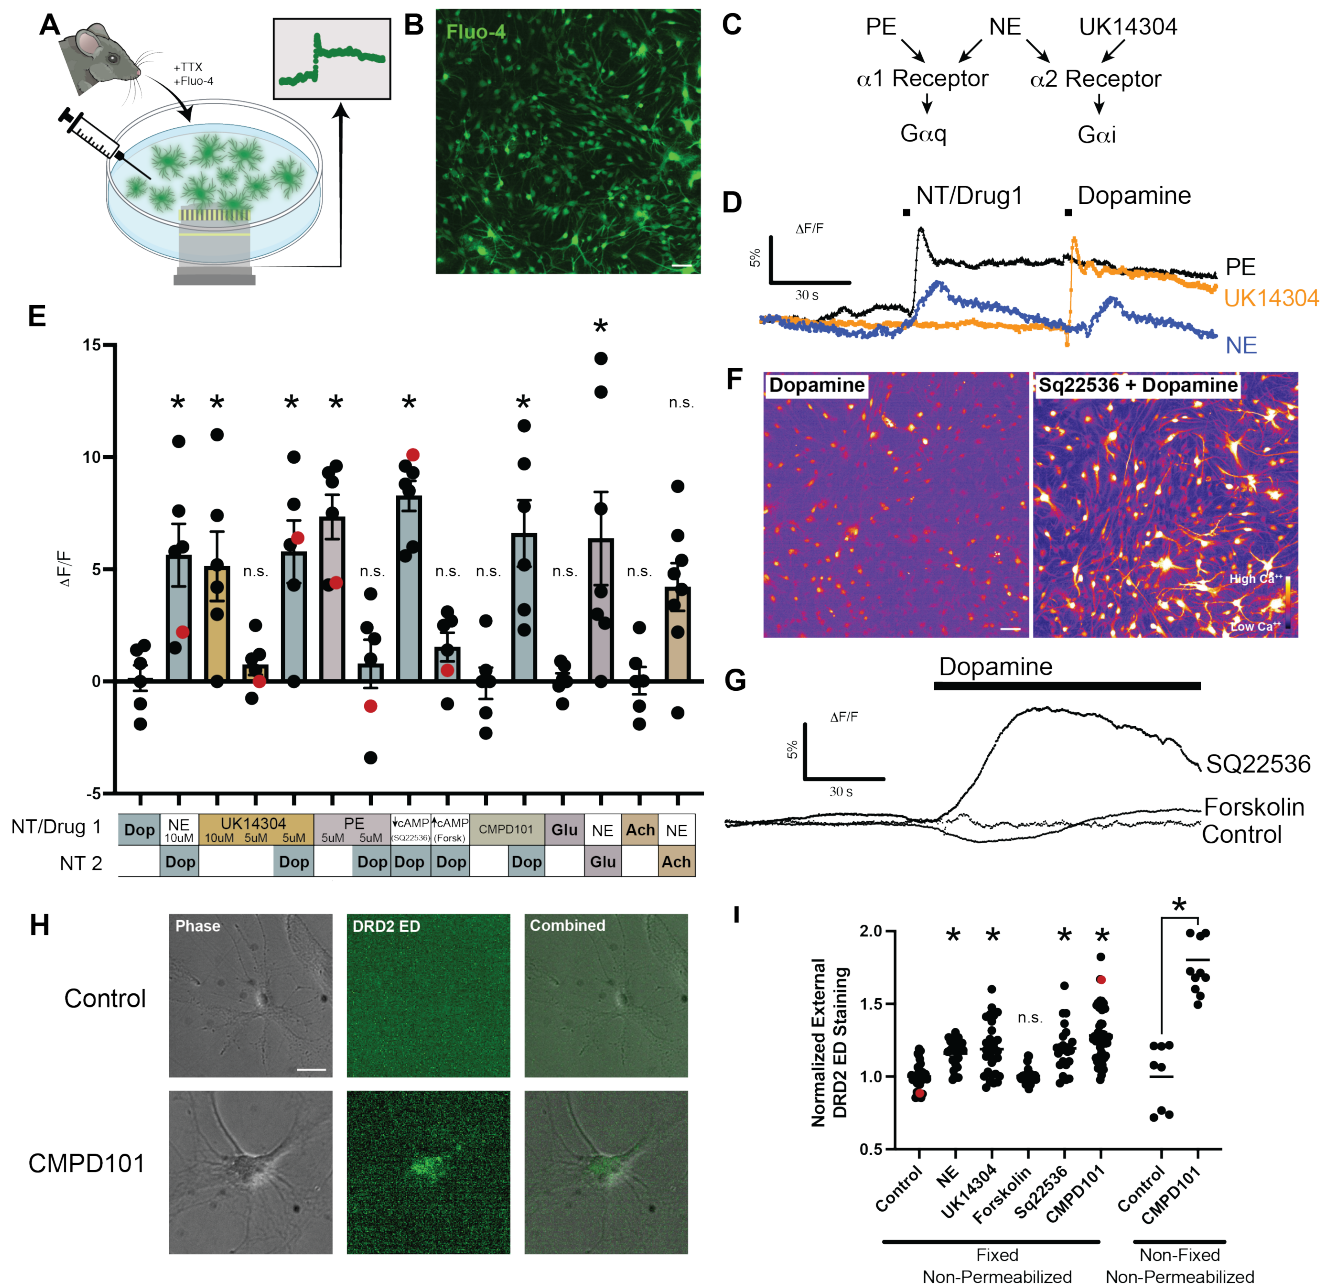 A
+TTX
+Fluo-4
B
Fluo-4
C
PE
NE
UK14304
α1 Receptor
α2 Receptor
Gαq
Gαi
D
NT/Drug1
Dopamine
ΔF/F
5%
30 s
PE
UK14304
NE
E
15
10
5
0
-5
ΔF/F
*
* * * * * *
n.s.
n.s. n.s. n.s. n.s. n.s.
NT/Drug 1
Dop NE UK14304 PE cAMP cAMP CMPD101 Glu NE Ach NE
10uM 10uM 5uM 5uM 5uM 5uM (SQ22536) (Forsk)
NT 2
Dop Dop Dop Dop Dop Dop Glu Ach
F
Dopamine
Sq22536 + Dopamine
High Ca++
Low Ca++
G
Dopamine
ΔF/F
5%
30 s
SQ22536
Forskolin
Control
H
Phase
DRD2 ED
Combined
Control
CMPD101
I
Normalized External
DRD2 ED Staining
2.0
1.5
1.0
0.5
* * n.s. * * *
Control
NE
UK14304
Forskolin
Sq22536
CMPD101
Control
CMPD101
Fixed
Non-Permeabilized
Non-Fixed
Non-Permeabilized